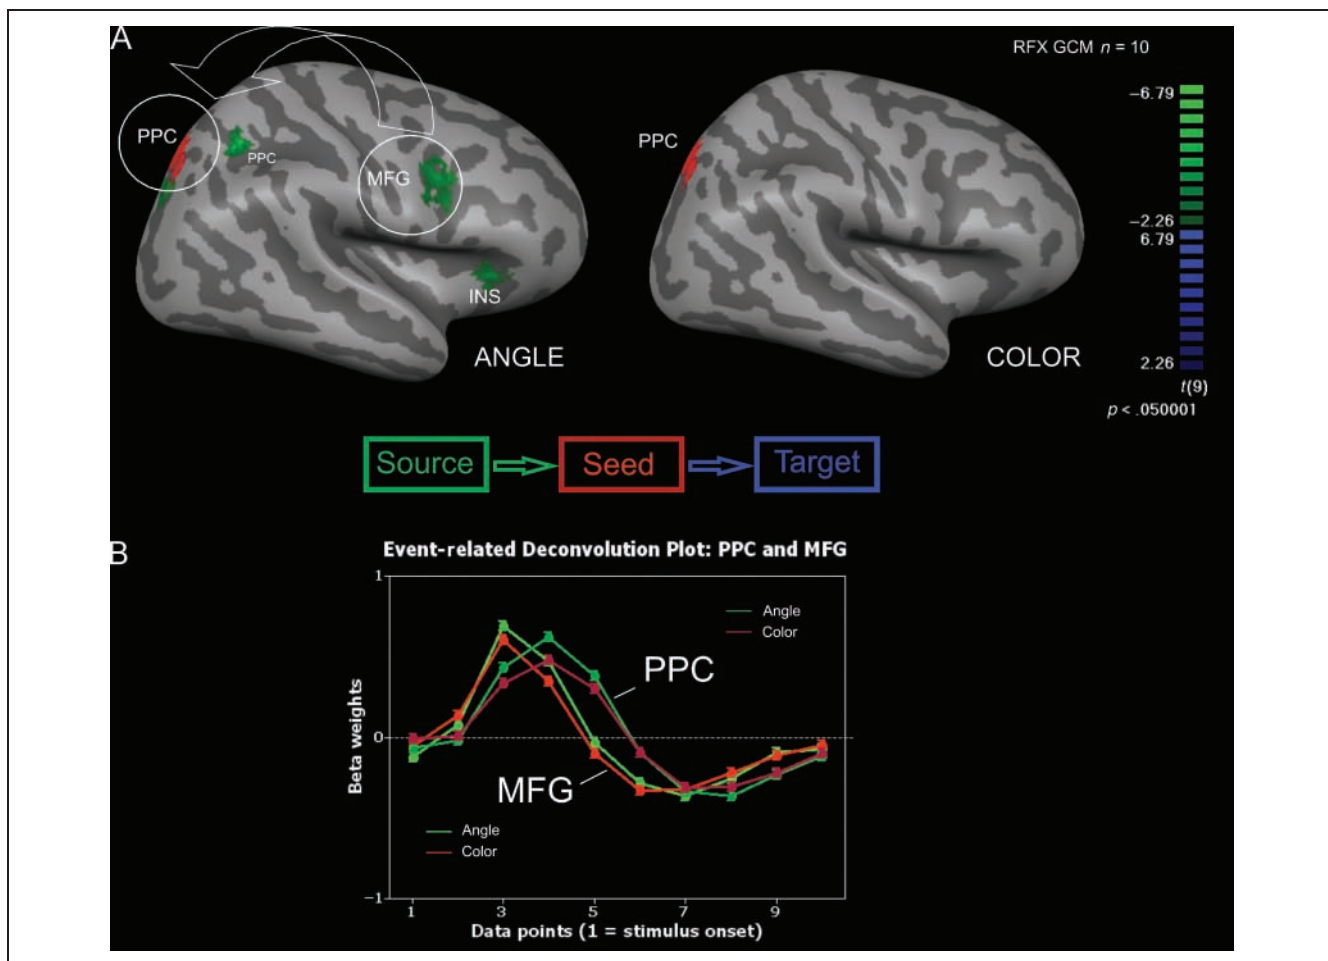 A
RFX GCM n = 10
−6.79
PPC
PPC
MFG
INS
ANGLE
PPC
COLOR
−2.26
6.79
2.26
t(9)
p < .050001
Source
Seed
Target
B
Event-related Deconvolution Plot: PPC and MFG
1
Angle
Color
PPC
0
Beta weights
MFG
Angle
Color
−1
1 3 5 7 9
Data points (1 = stimulus onset)